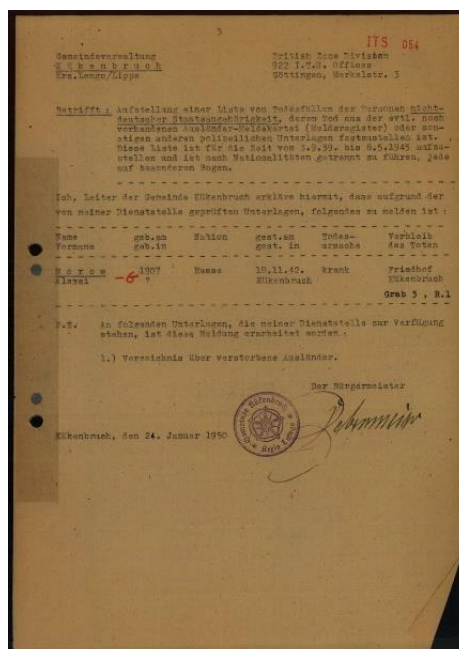 5
ITS 054
Gemeindeverwaltung British Zone Division
Kükenbruch 922 I.T.S. Offices
Krs.Lemgo/Lippe Göttingen, Merkelstr. 3
Betrifft: Aufstellung einer Liste von Todesfällen der Personen nicht-
deutscher Staatsangehörigkeit, deren Tod aus der evtl. noch
vorhandenen Ausländer-Meldekartei (Melderegister) oder son-
stigen anderen polizeilichen Unterlagen festzustellen ist.
Diese Liste ist für die Zeit vom 3.9.39. bis 8.5.1945 aufzu-
stellen und ist nach Nationalitäten getrennt zu führen, jede
auf besonderen Bogen.
Ich, Leiter der Gemeinde Kükenbruch erkläre hiermit, dass aufgrund der
von meiner Dienststelle geprüften Unterlagen, folgendes zu melden ist:
Name geb.am Nation gest.am Todes- Verbleib
Vorname geb.in gest. in ursache des Toten
1907 Russe 18.11.42. krank Friedhof
Alexei ? Kükenbruch Kükenbruch
Grab 3, R.1
P.S. An folgenden Unterlagen, die meiner Dienststelle zur Verfügung
stehen, ist diese Meldung erarbeitet worden:
1.) Verzeichnis über verstorbene Ausländer.
Der Bürgermeister
Gemeinde Kükenbruch
Kükenbruch, den 24. Januar 1950
Kreis Lemgo